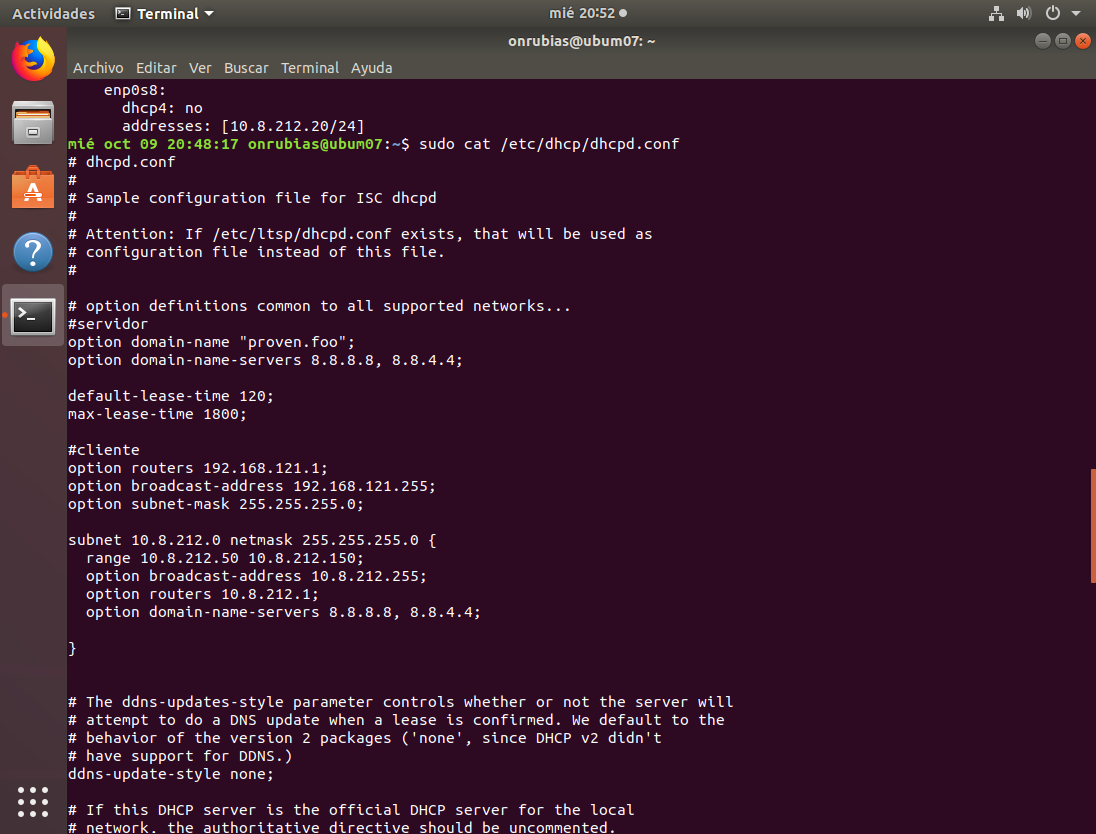 Actividades Terminal mié 20:52
onrubias@ubum07: ~
Archivo Editar Ver Buscar Terminal Ayuda
    enp0s8:
      dhcp4: no
      addresses: [10.8.212.20/24]
mié oct 09 20:48:17 onrubias@ubum07:~$ sudo cat /etc/dhcp/dhcpd.conf
# dhcpd.conf
#
# Sample configuration file for ISC dhcpd
#
# Attention: If /etc/ltsp/dhcpd.conf exists, that will be used as
# configuration file instead of this file.
#

# option definitions common to all supported networks...
#servidor
option domain-name "proven.foo";
option domain-name-servers 8.8.8.8, 8.8.4.4;

default-lease-time 120;
max-lease-time 1800;

#cliente
option routers 192.168.121.1;
option broadcast-address 192.168.121.255;
option subnet-mask 255.255.255.0;

subnet 10.8.212.0 netmask 255.255.255.0 {
  range 10.8.212.50 10.8.212.150;
  option broadcast-address 10.8.212.255;
  option routers 10.8.212.1;
  option domain-name-servers 8.8.8.8, 8.8.4.4;

}

# The ddns-updates-style parameter controls whether or not the server will
# attempt to do a DNS update when a lease is confirmed. We default to the
# behavior of the version 2 packages ('none', since DHCP v2 didn't
# have support for DDNS.)
ddns-update-style none;

# If this DHCP server is the official DHCP server for the local
# network, the authoritative directive should be uncommented.